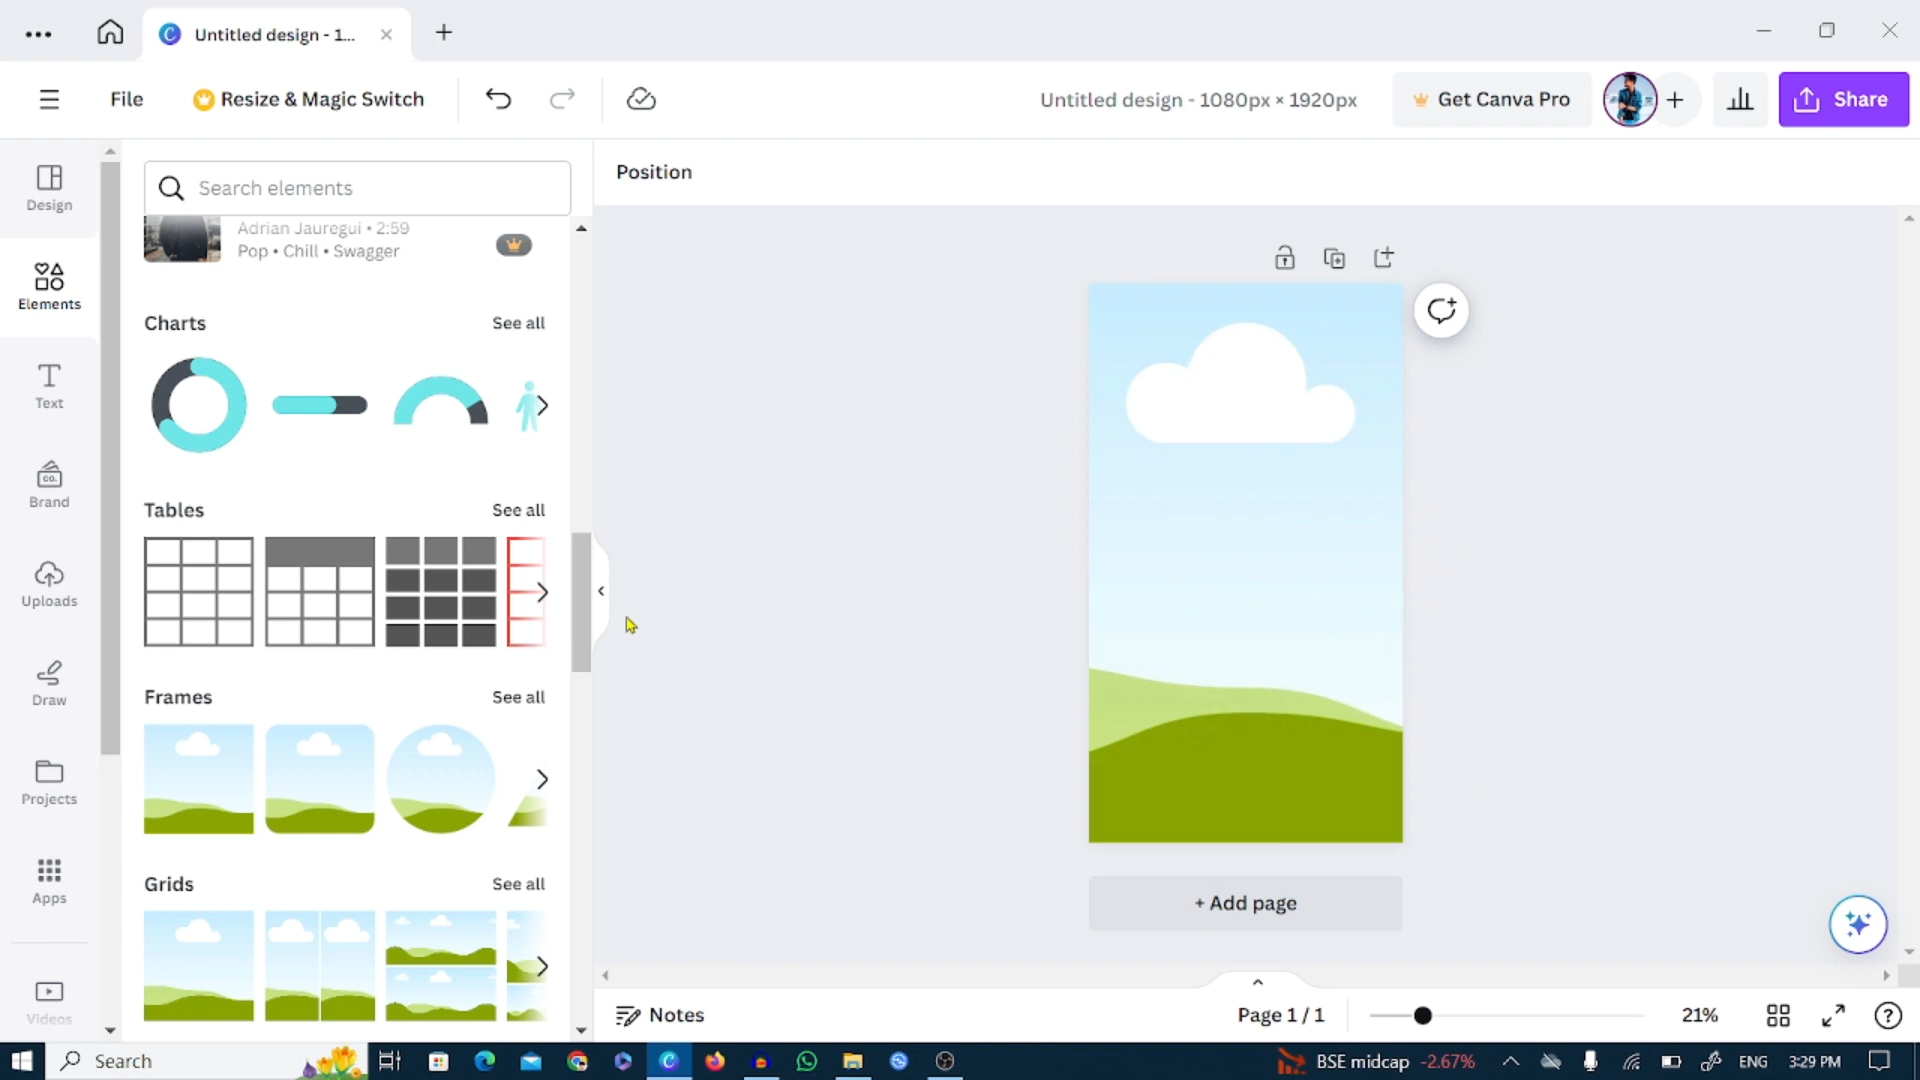 Untitled design - 1...
File
Resize & Magic Switch
Untitled design - 1080px × 1920px
Get Canva Pro
Share
Design
Elements
Text
CO.
Brand
Uploads
Draw
Projects
Apps
Videos
Search elements
Adrian Jauregui • 2:59
Pop • Chill • Swagger
Charts
See all
Tables
See all
Frames
See all
Grids
See all
Position
+ Add page
Notes
Page 1 / 1
21%
Search
BSE midcap -2.67%
ENG
3:29 PM